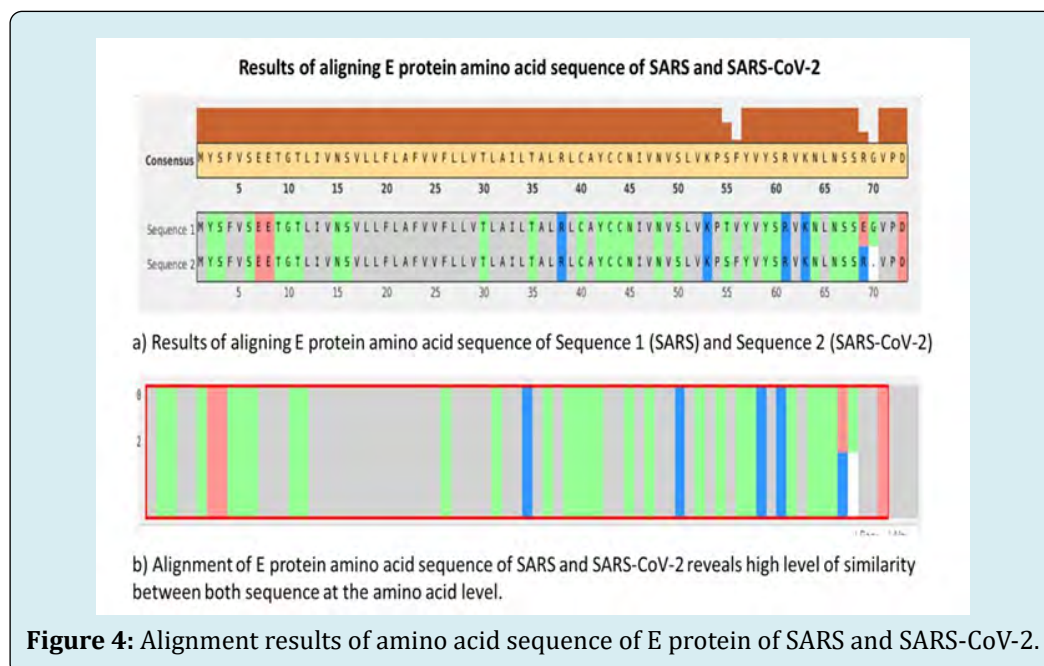 Results of aligning E protein amino acid sequence of SARS and SARS-CoV-2
Consensus M Y S F V S E E T G T L I V N S V L L F L A F V V F L L V T L A I L T A L R L C A Y C C N I V N V S L V K P S F Y V Y S R V K N L N S S R G V P D
5 10 15 20 25 30 35 40 45 50 55 60 65 70
Sequence 1 M Y S F V S E E T G T L I V N S V L L F L A F V V F L L V T L A I L T A L R L C A Y C C N I V N V S L V K P T V Y V Y S R V K N L N S S E G V P D
Sequence 2 M Y S F V S E E T G T L I V N S V L L F L A F V V F L L V T L A I L T A L R L C A Y C C N I V N V S L V K P S F Y V Y S R V K N L N S S R . V P D
5 10 15 20 25 30 35 40 45 50 55 60 65 70
a) Results of aligning E protein amino acid sequence of Sequence 1 (SARS) and Sequence 2 (SARS-CoV-2)
0
2
b) Alignment of E protein amino acid sequence of SARS and SARS-CoV-2 reveals high level of similarity
between both sequence at the amino acid level.
Figure 4: Alignment results of amino acid sequence of E protein of SARS and SARS-CoV-2.